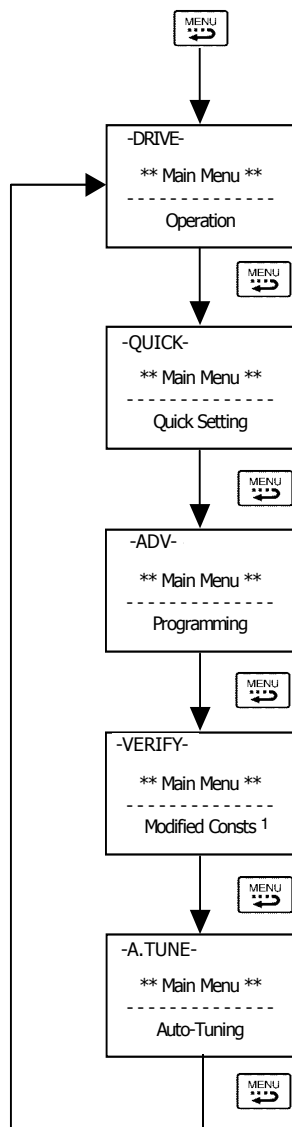 MENU
-DRIVE-
** Main Menu **
- - - - - - - - - - - - - - -
Operation
MENU
-QUICK-
** Main Menu **
- - - - - - - - - - - - - -
Quick Setting
MENU
-ADV-
** Main Menu **
- - - - - - - - - - - - - - -
Programming
MENU
-VERIFY-
** Main Menu **
- - - - - - - - - - - - - -
Modified Consts 1
MENU
-A.TUNE-
** Main Menu **
- - - - - - - - - - - - - -
Auto-Tuning
MENU